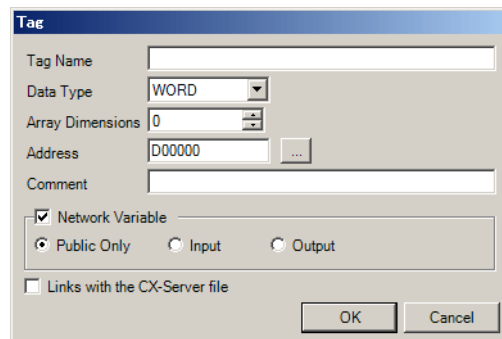 Tag
Tag Name
Data Type WORD
Array Dimensions 0
Address D00000 ...
Comment
Network Variable
Public Only Input Output
Links with the CX-Server file
OK Cancel